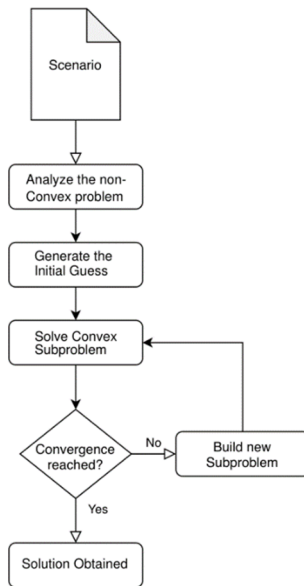 Scenario
Analyze the non-
Convex problem
Generate the
Initial Guess
Solve Convex
Subproblem
Convergence
reached?
No
Build new
Subproblem
Yes
Solution Obtained